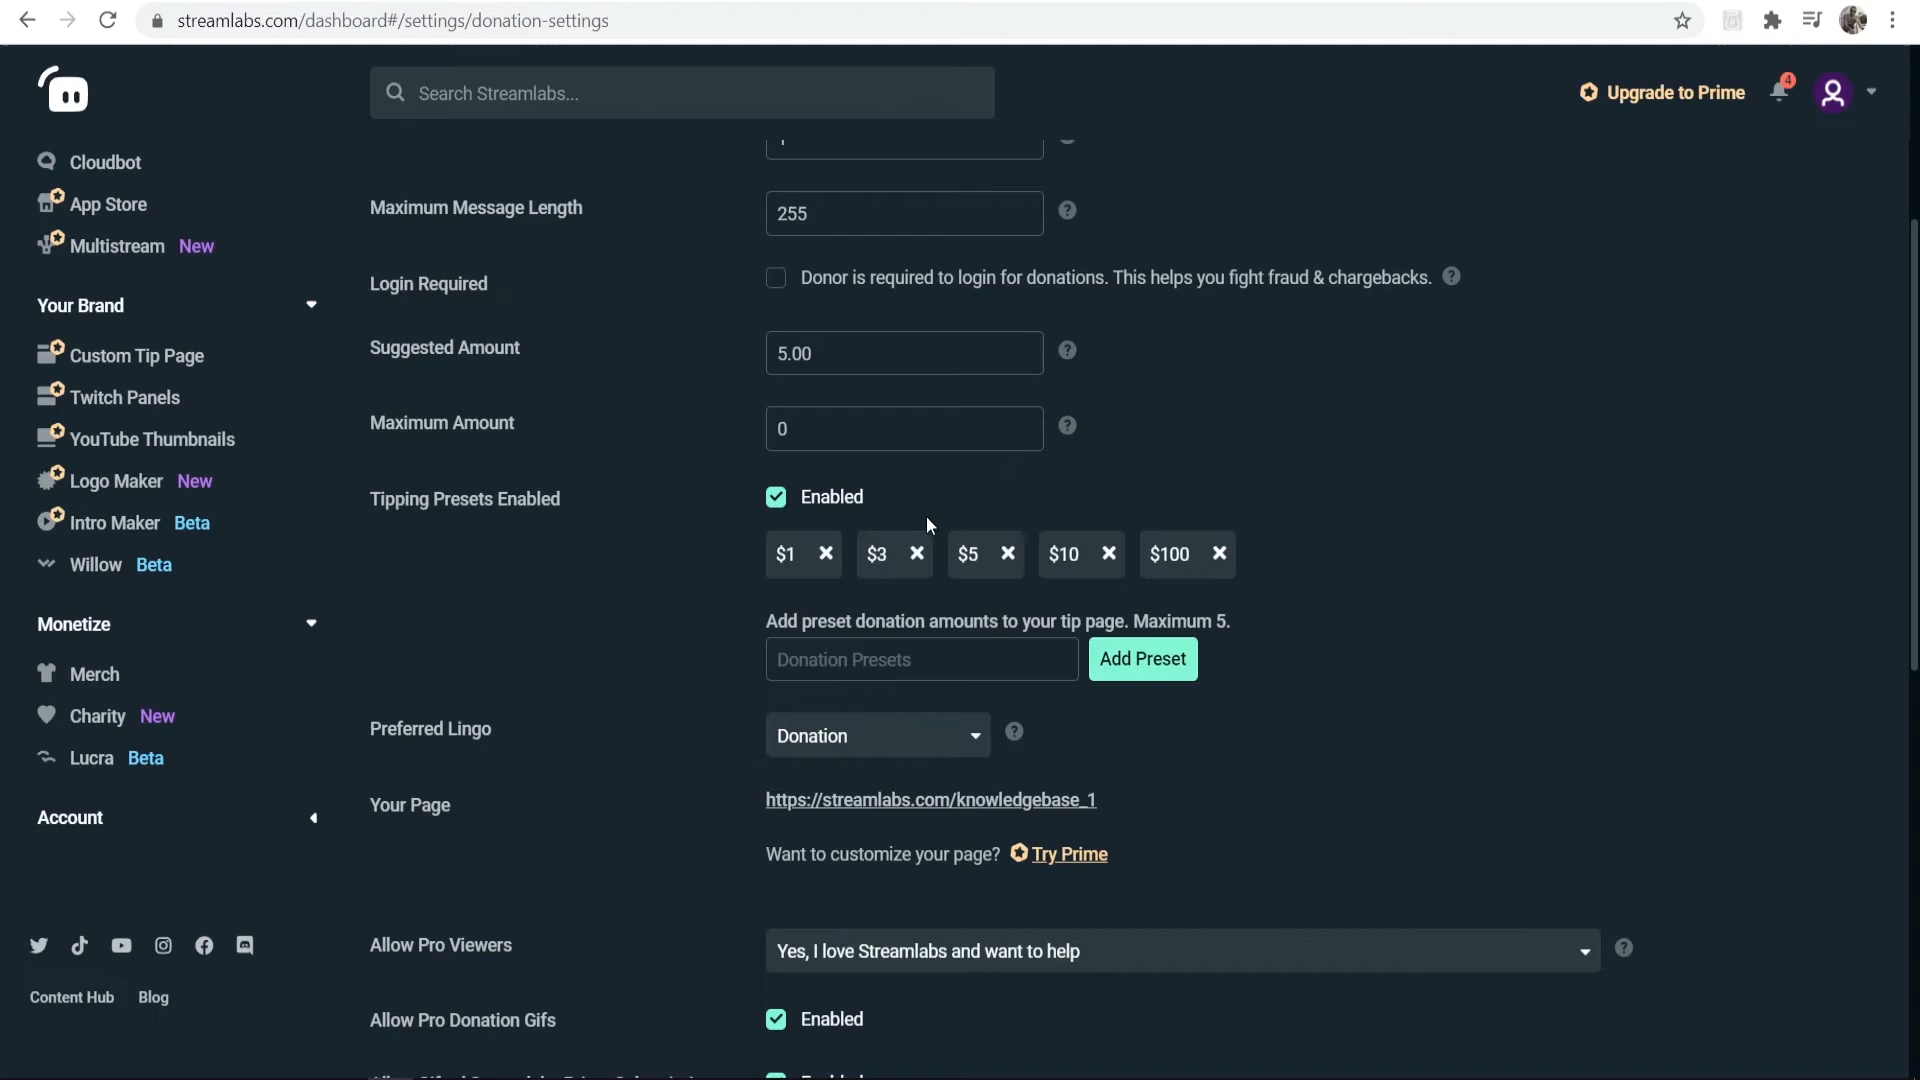 streamlabs.com/dashboard#/settings/donation-settings
Search Streamlabs...
Upgrade to Prime
4
Cloudbot
App Store
Multistream New
Your Brand
Custom Tip Page
Twitch Panels
YouTube Thumbnails
Logo Maker New
Intro Maker Beta
Willow Beta
Monetize
Merch
Charity New
Lucra Beta
Account
Content Hub Blog
Maximum Message Length
255
Login Required
Donor is required to login for donations. This helps you fight fraud & chargebacks.
Suggested Amount
5.00
Maximum Amount
0
Tipping Presets Enabled
Enabled
$1 $3 $5 $10 $100
Add preset donation amounts to your tip page. Maximum 5.
Donation Presets
Add Preset
Preferred Lingo
Donation
Your Page
https://streamlabs.com/knowledgebase_1
Want to customize your page? Try Prime
Allow Pro Viewers
Yes, I love Streamlabs and want to help
Allow Pro Donation Gifs
Enabled